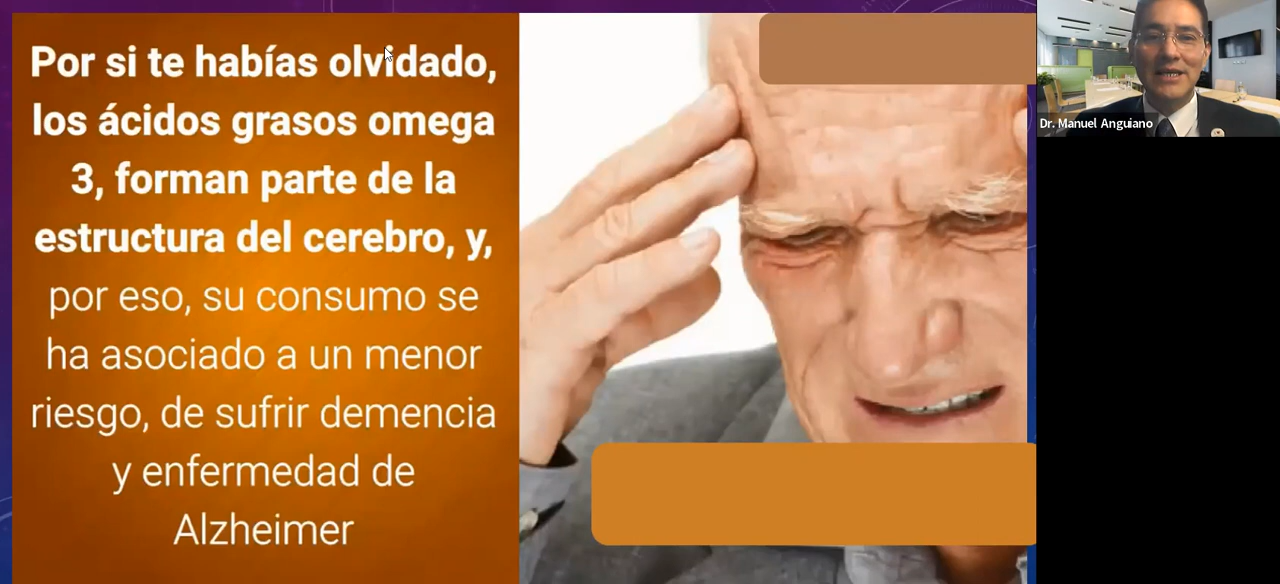 Por si te habías olvidado,
los ácidos grasos omega
3, forman parte de la
estructura del cerebro, y,
por eso, su consumo se
ha asociado a un menor
riesgo, de sufrir demencia
y enfermedad de
Alzheimer
Dr. Manuel Anguiano